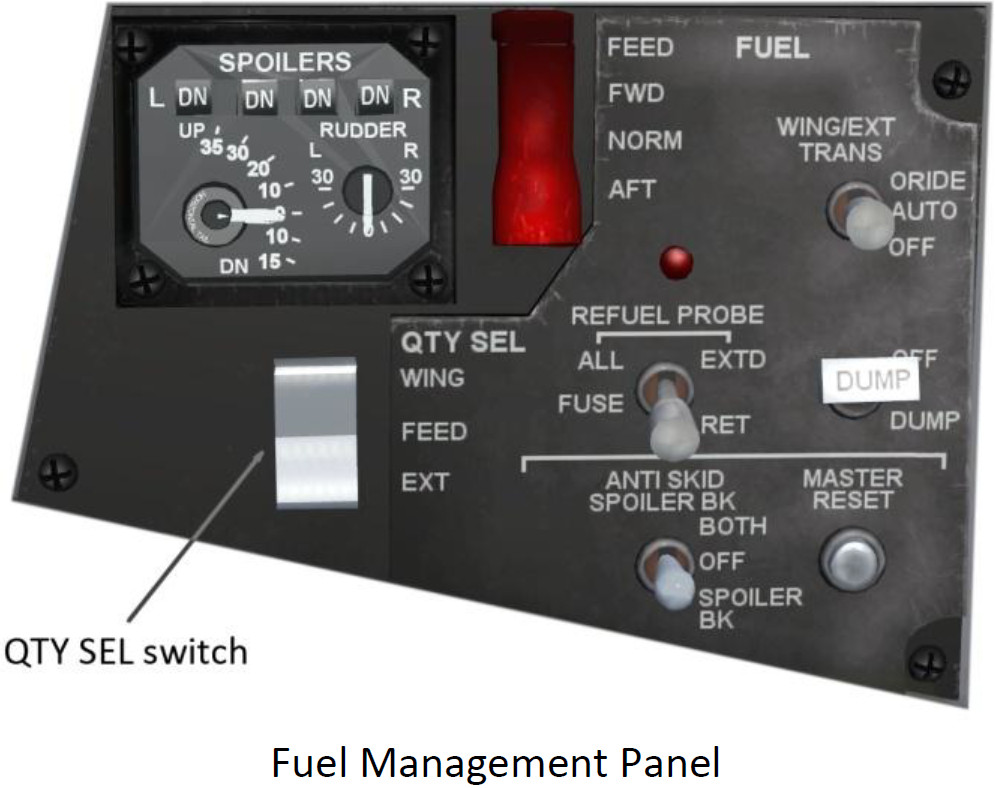 SPOILERS
L DN DN DN DN R
UP
35 30
20
10
0
10
DN 15
RUDDER
L R
30 30
0
FEED
FUEL
FWD
NORM
AFT
WING/EXT
TRANS
ORIDE
AUTO
OFF
REFUEL PROBE
ALL EXTD
FUSE RET
QTY SEL
WING
FEED
EXT
OFF
DUMP
DUMP
ANTI SKID
SPOILER BK
BOTH
OFF
SPOILER
BK
MASTER
RESET
QTY SEL switch
Fuel Management Panel